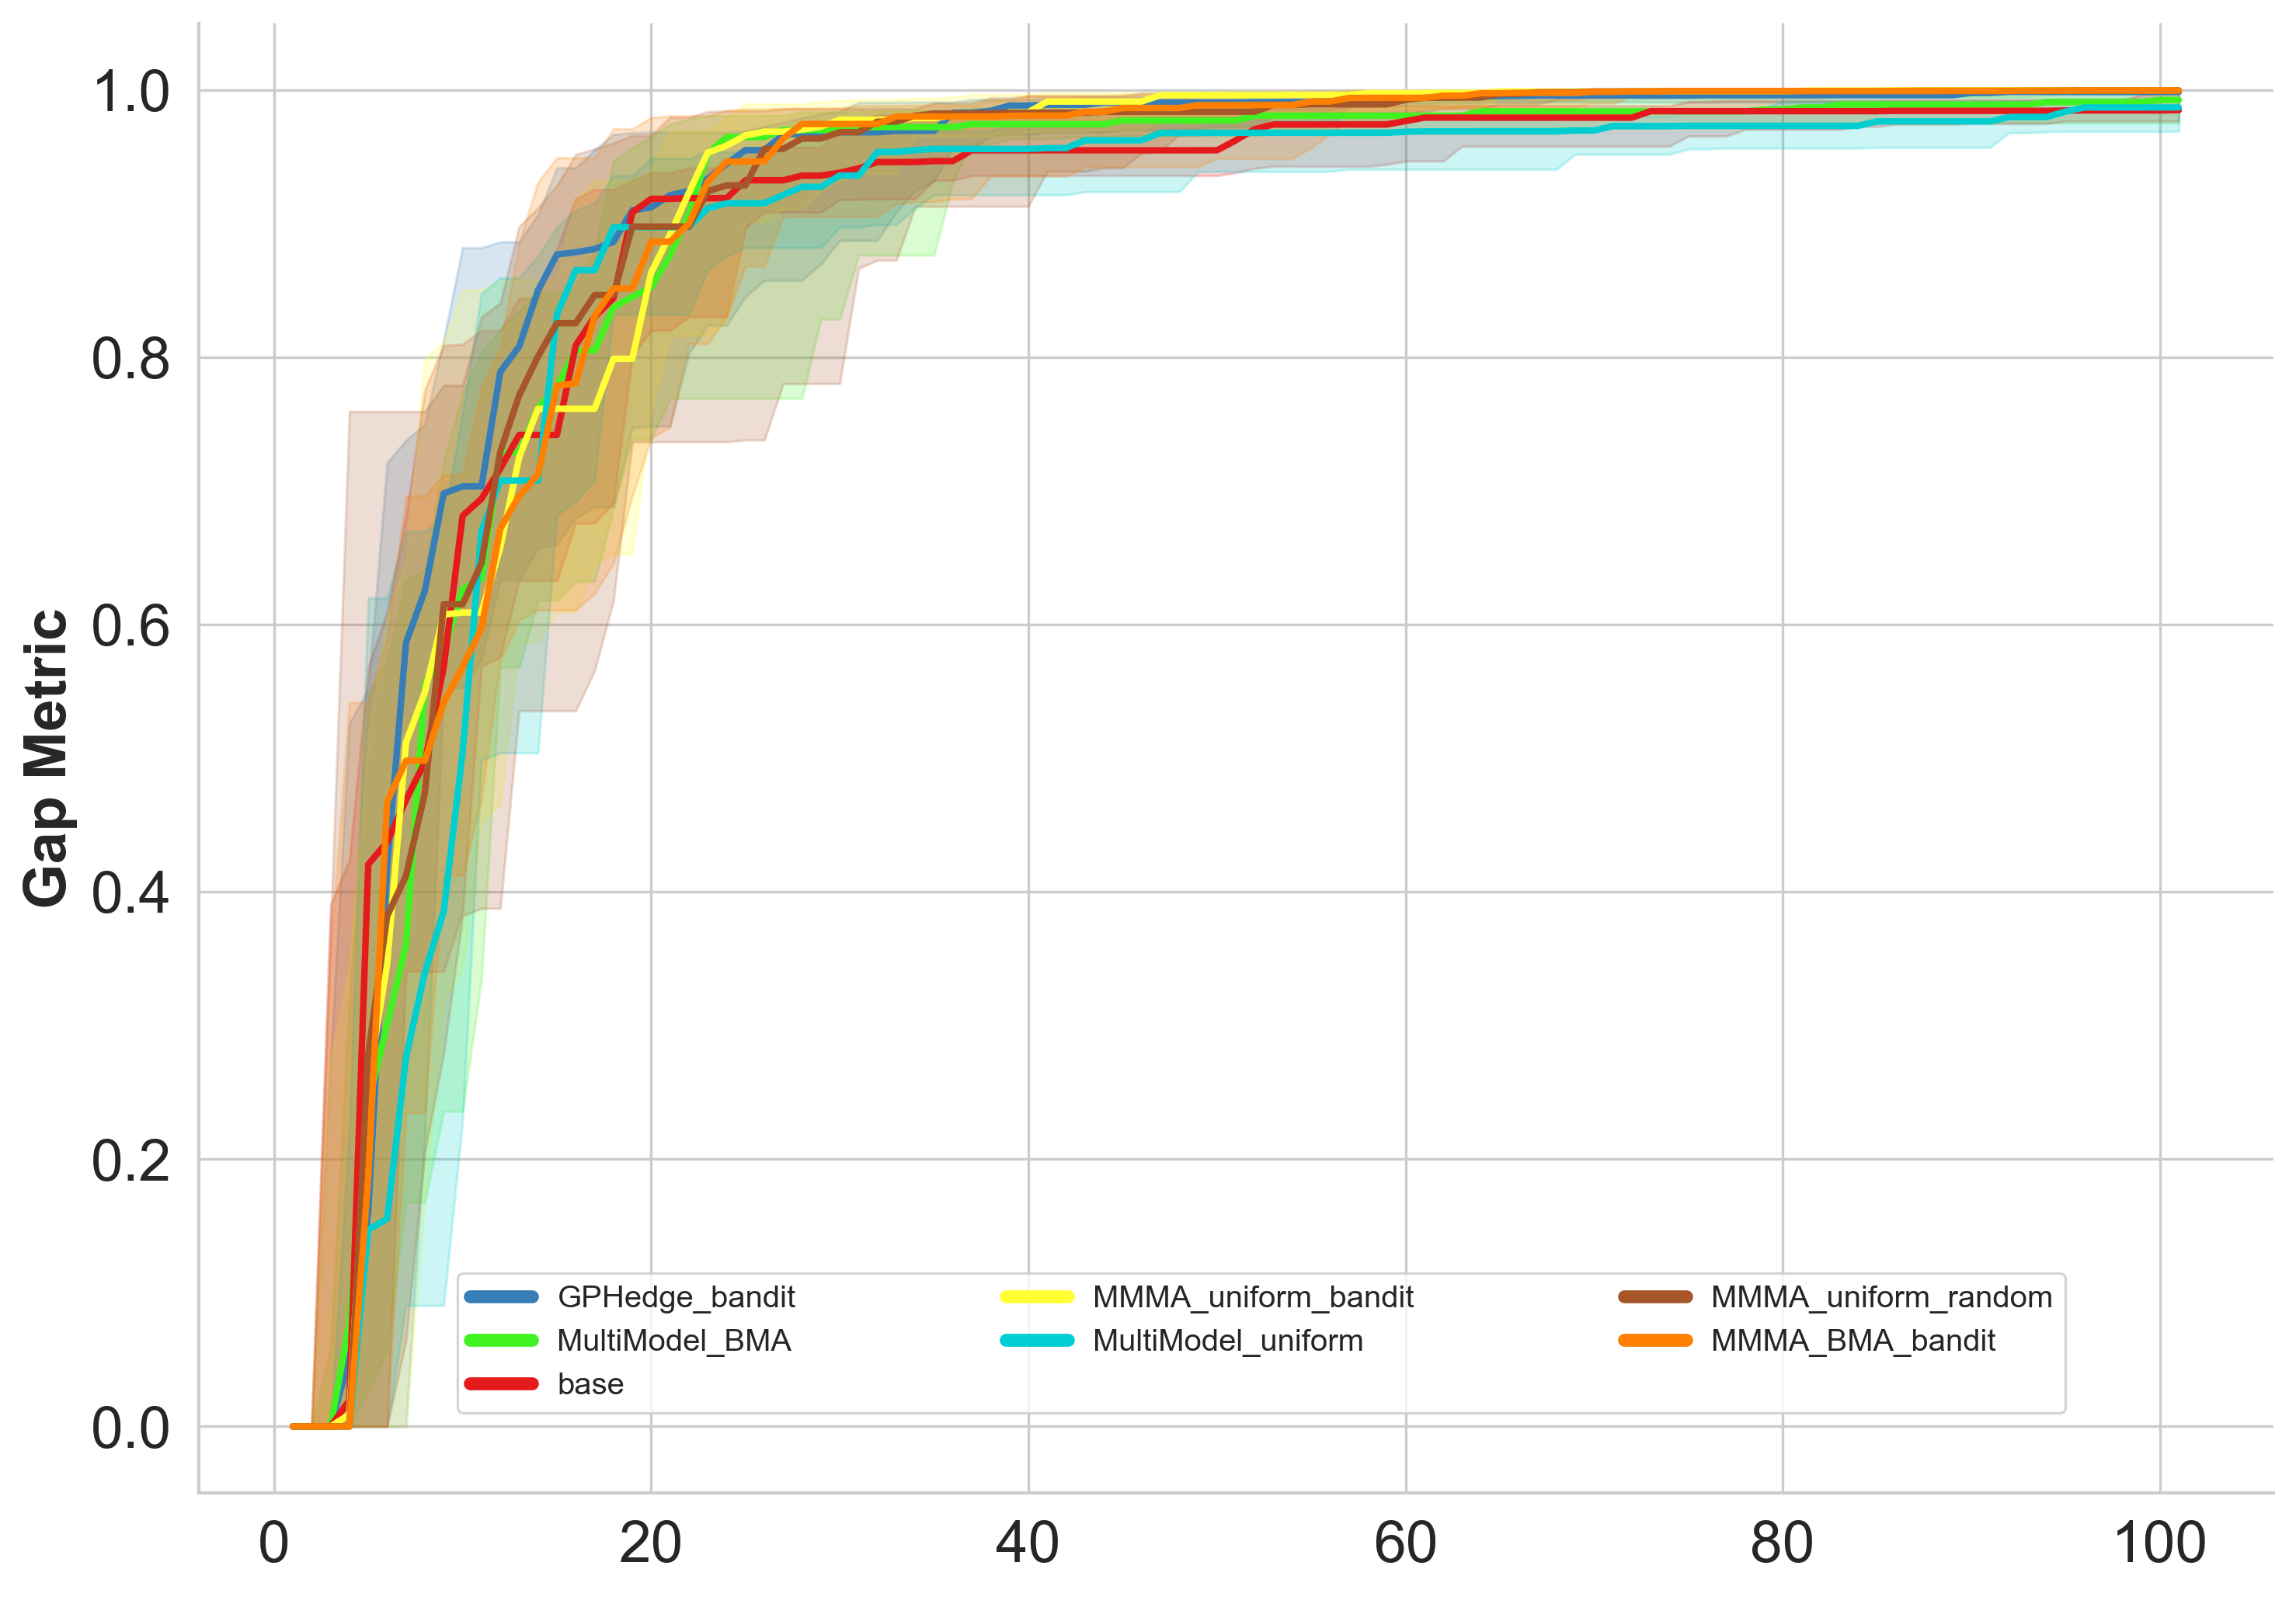 1.0
0.8
0.6
0.4
0.2
0.0
Gap Metric
GPHedge_bandit
MultiModel_BMA
base
MMMA_uniform_bandit
MultiModel_uniform
MMMA_uniform_random
MMMA_BMA_bandit
0 20 40 60 80 100